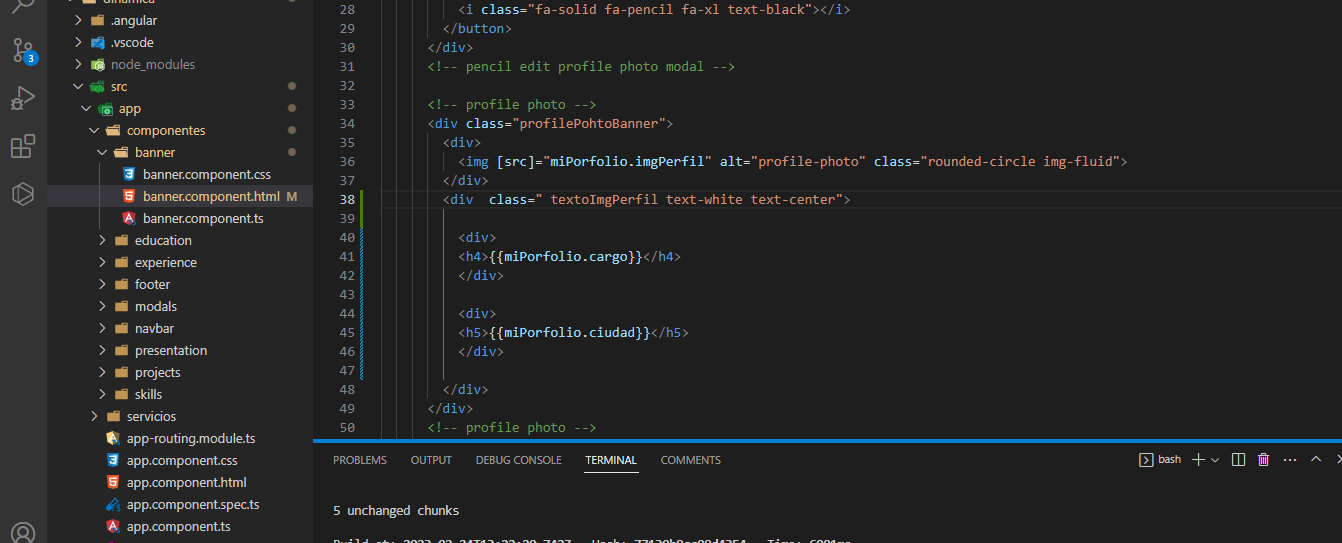 dinamica
.angular
.vscode
node_modules
src
app
componentes
banner
banner.component.css
banner.component.html M
banner.component.ts
education
experience
footer
modals
navbar
presentation
projects
skills
servicios
app-routing.module.ts
app.component.css
app.component.html
app.component.spec.ts
app.component.ts
3
28 <i class="fa-solid fa-pencil fa-xl text-black"></i>
29 </button>
30 </div>
31 <!-- pencil edit profile photo modal -->
32
33 <!-- profile photo -->
34 <div class="profilePohtoBanner">
35 <div>
36 <img [src]="miPorfolio.imgPerfil" alt="profile-photo" class="rounded-circle img-fluid">
37 </div>
38 <div  class=" textoImgPerfil text-white text-center">
39
40 <div>
41 <h4>{{miPorfolio.cargo}}</h4>
42 </div>
43
44 <div>
45 <h5>{{miPorfolio.ciudad}}</h5>
46 </div>
47
48 </div>
49 </div>
50 <!-- profile photo -->
PROBLEMS OUTPUT DEBUG CONSOLE TERMINAL COMMENTS bash
5 unchanged chunks